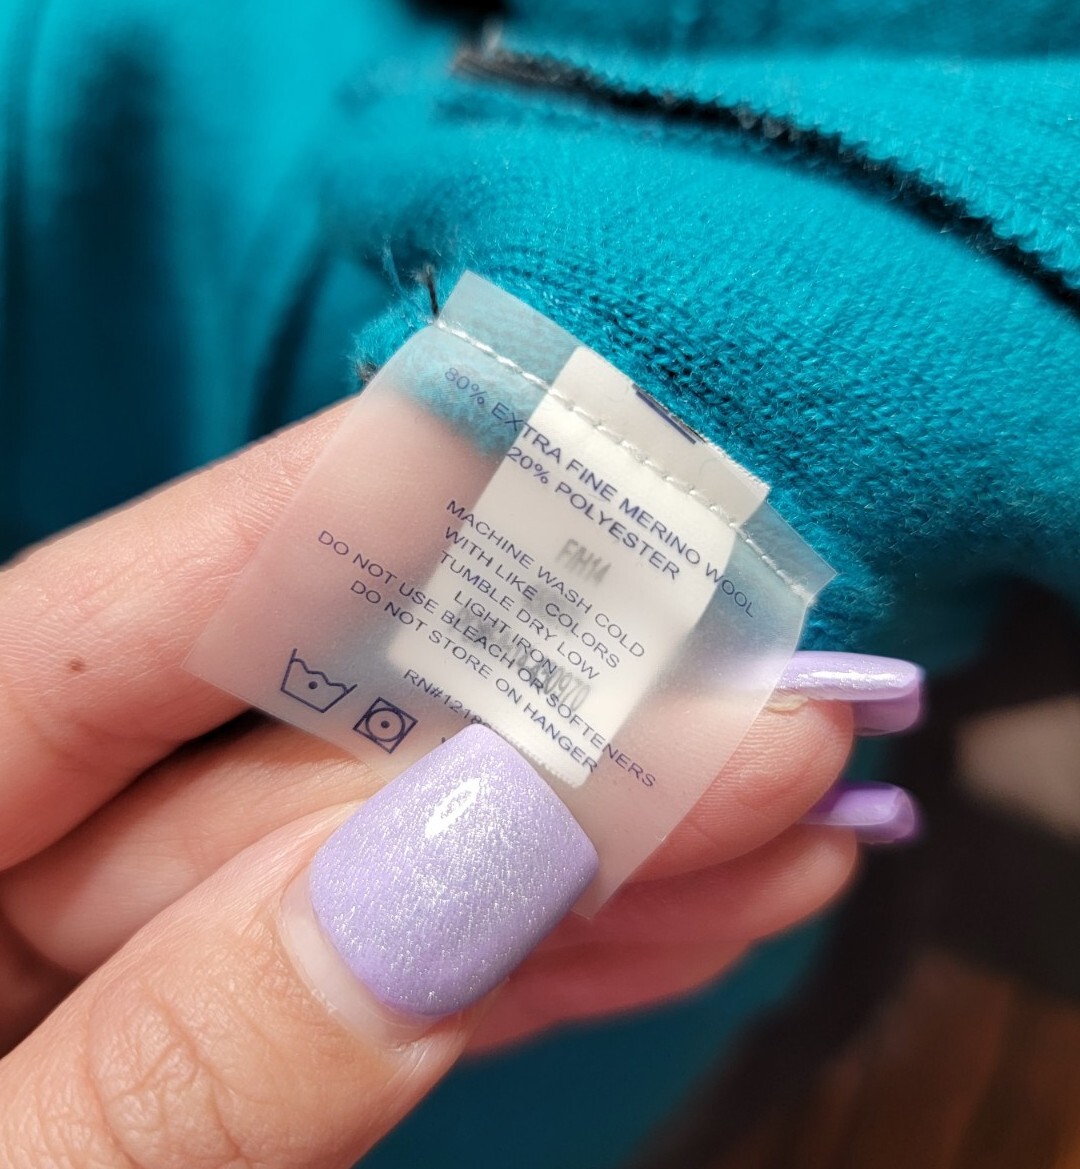 80% EXTRA FINE MERINO WOOL
20% POLYESTER
MACHINE WASH COLD
WITH LIKE COLORS
TUMBLE DRY LOW
LIGHT IRON
DO NOT USE BLEACH OR SOFTENERS
DO NOT STORE ON HANGER